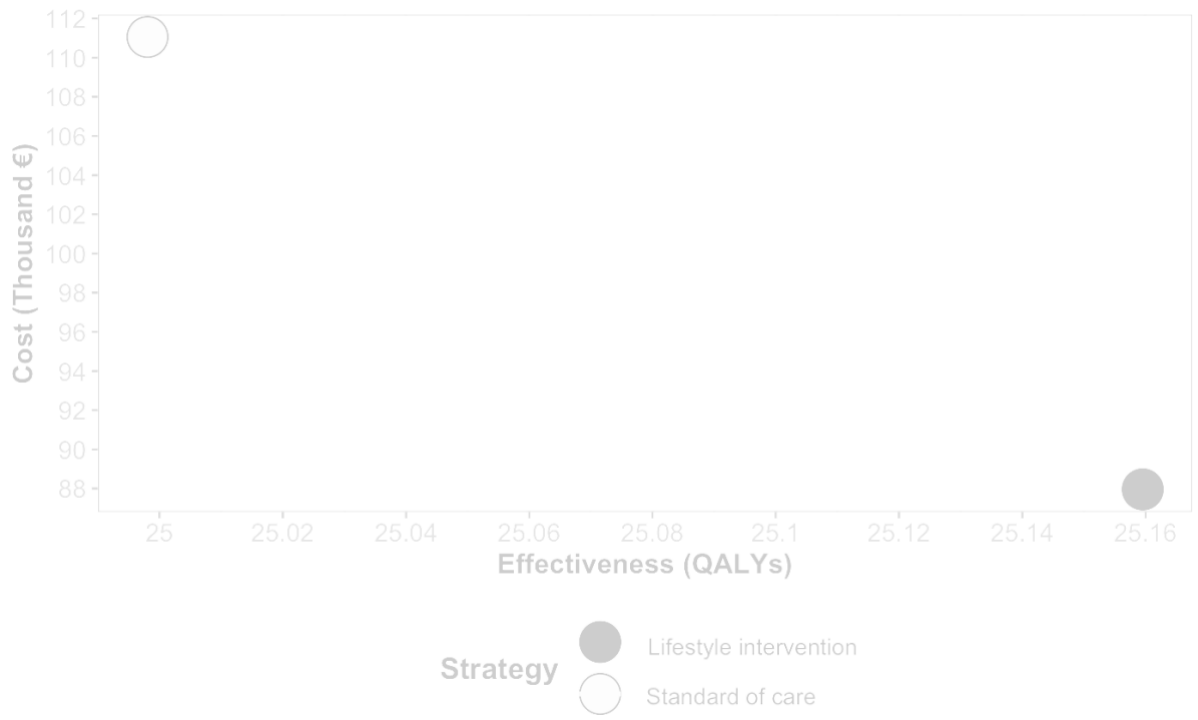 112
110
108
106
104
102
100
98
96
94
92
90
88
Cost (Thousand €)
25 25.02 25.04 25.06 25.08 25.1 25.12 25.14 25.16
Effectiveness (QALYs)
Strategy
Lifestyle intervention
Standard of care